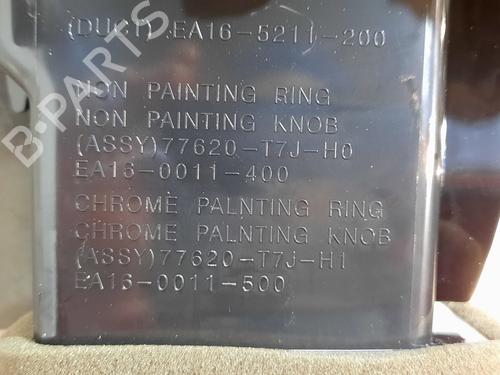 (DUCT) EA16-5211-200
NON PAINTING RING
NON PAINTING KNOB
(ASSY)77620-T7J-H0
EA16-0011-400
CHROME PALNTING RING
CHROME PALNTING KNOB
(ASSY)77620-T7J-H1
EA16-0011-500
B-PARTS